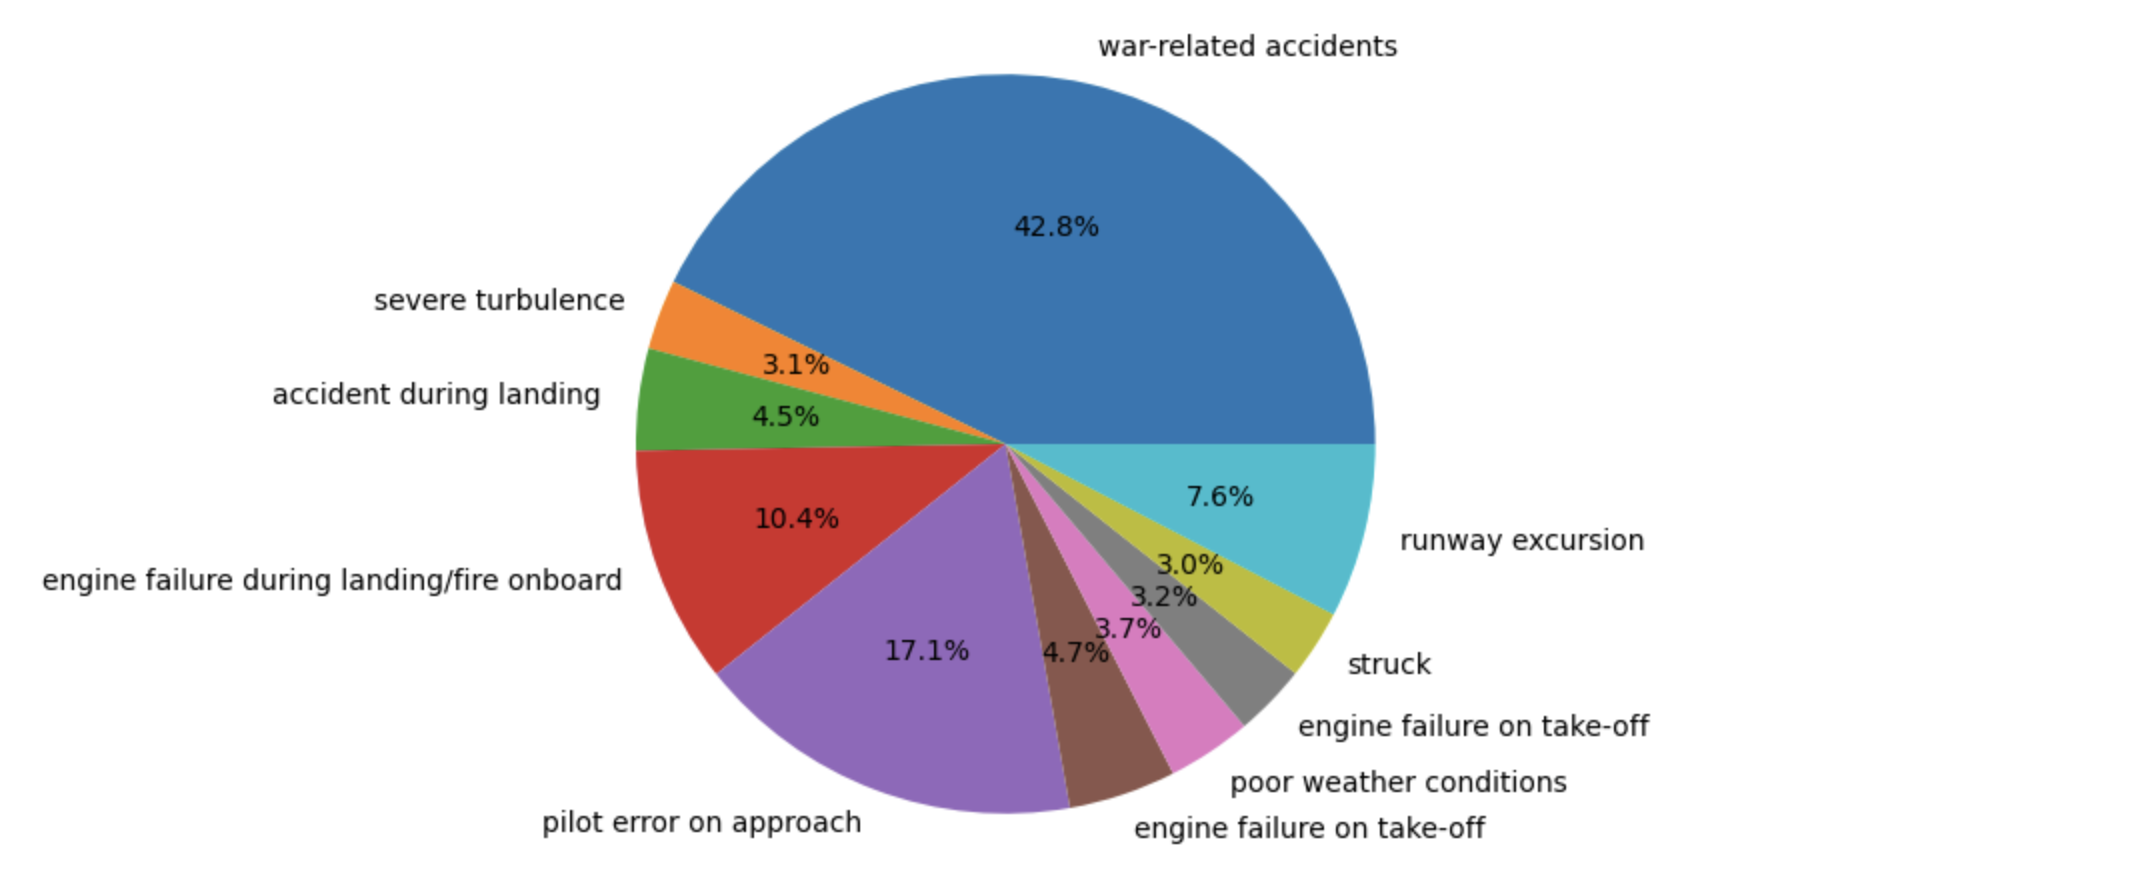 war-related accidents
42.8%
severe turbulence
3.1%
accident during landing
4.5%
10.4%
engine failure during landing/fire onboard
17.1%
pilot error on approach
4.7%
engine failure on take-off
3.7%
poor weather conditions
3.2%
engine failure on take-off
3.0%
struck
7.6%
runway excursion